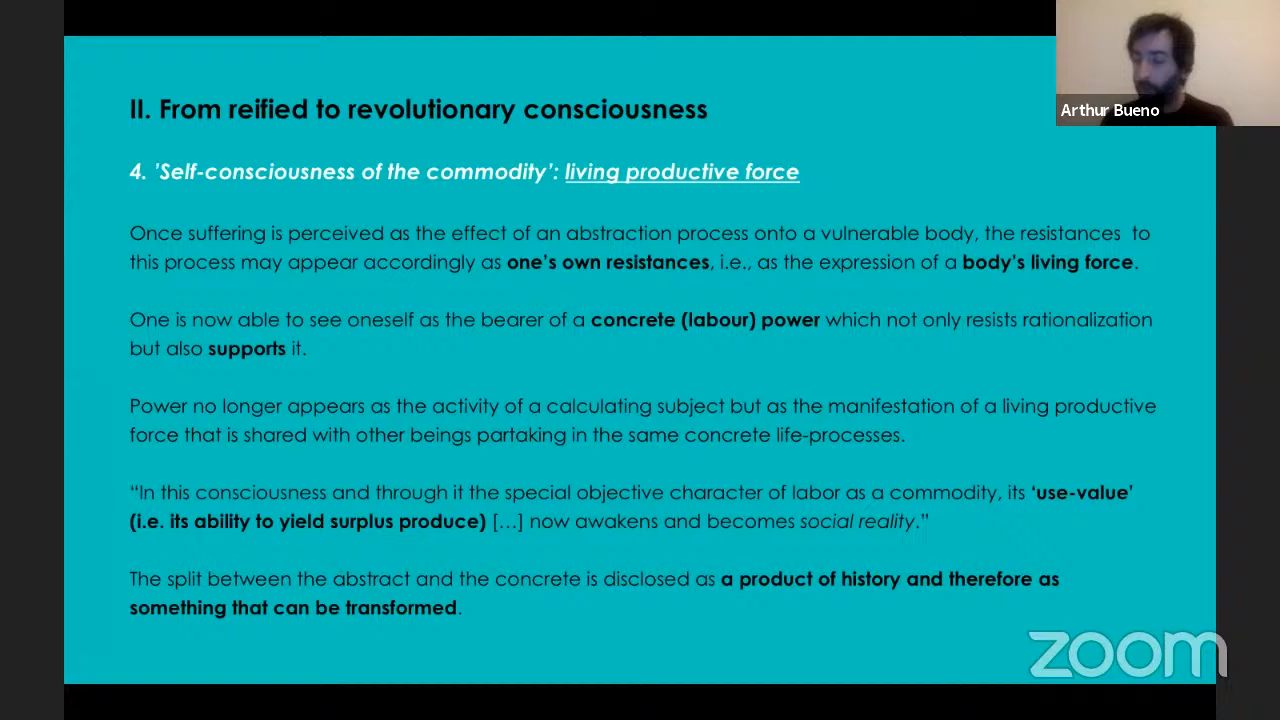 II. From reified to revolutionary consciousness
Arthur Bueno
4. 'Self-consciousness of the commodity': living productive force
Once suffering is perceived as the effect of an abstraction process onto a vulnerable body, the resistances to
this process may appear accordingly as one's own resistances, i.e., as the expression of a body's living force.
One is now able to see oneself as the bearer of a concrete (labour) power which not only resists rationalization
but also supports it.
Power no longer appears as the activity of a calculating subject but as the manifestation of a living productive
force that is shared with other beings partaking in the same concrete life-processes.
“In this consciousness and through it the special objective character of labor as a commodity, its ‘use-value’
(i.e. its ability to yield surplus produce) […] now awakens and becomes social reality.”
The split between the abstract and the concrete is disclosed as a product of history and therefore as
something that can be transformed.
zoom